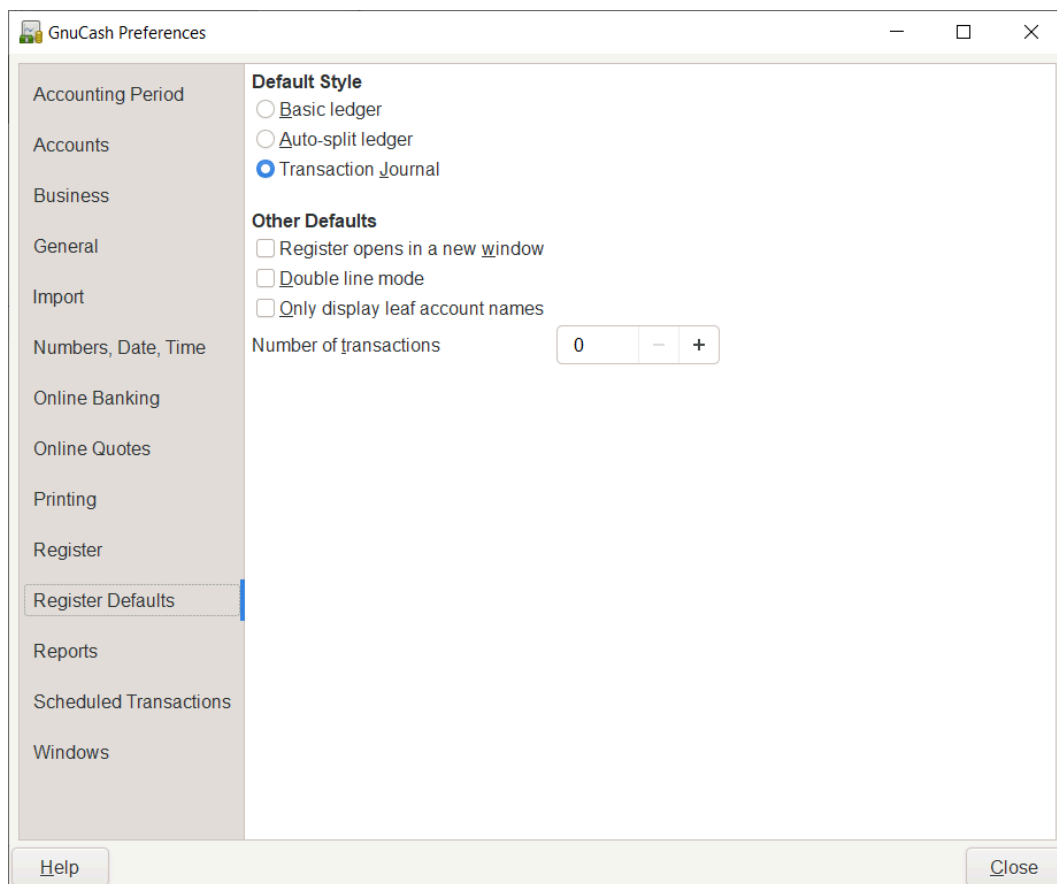 GnuCash Preferences
Accounting Period
Accounts
Business
General
Import
Numbers, Date, Time
Online Banking
Online Quotes
Printing
Register
Register Defaults
Reports
Scheduled Transactions
Windows
Default Style
Basic ledger
Auto-split ledger
Transaction Journal
Other Defaults
Register opens in a new window
Double line mode
Only display leaf account names
Number of transactions 0 − +
Help
Close